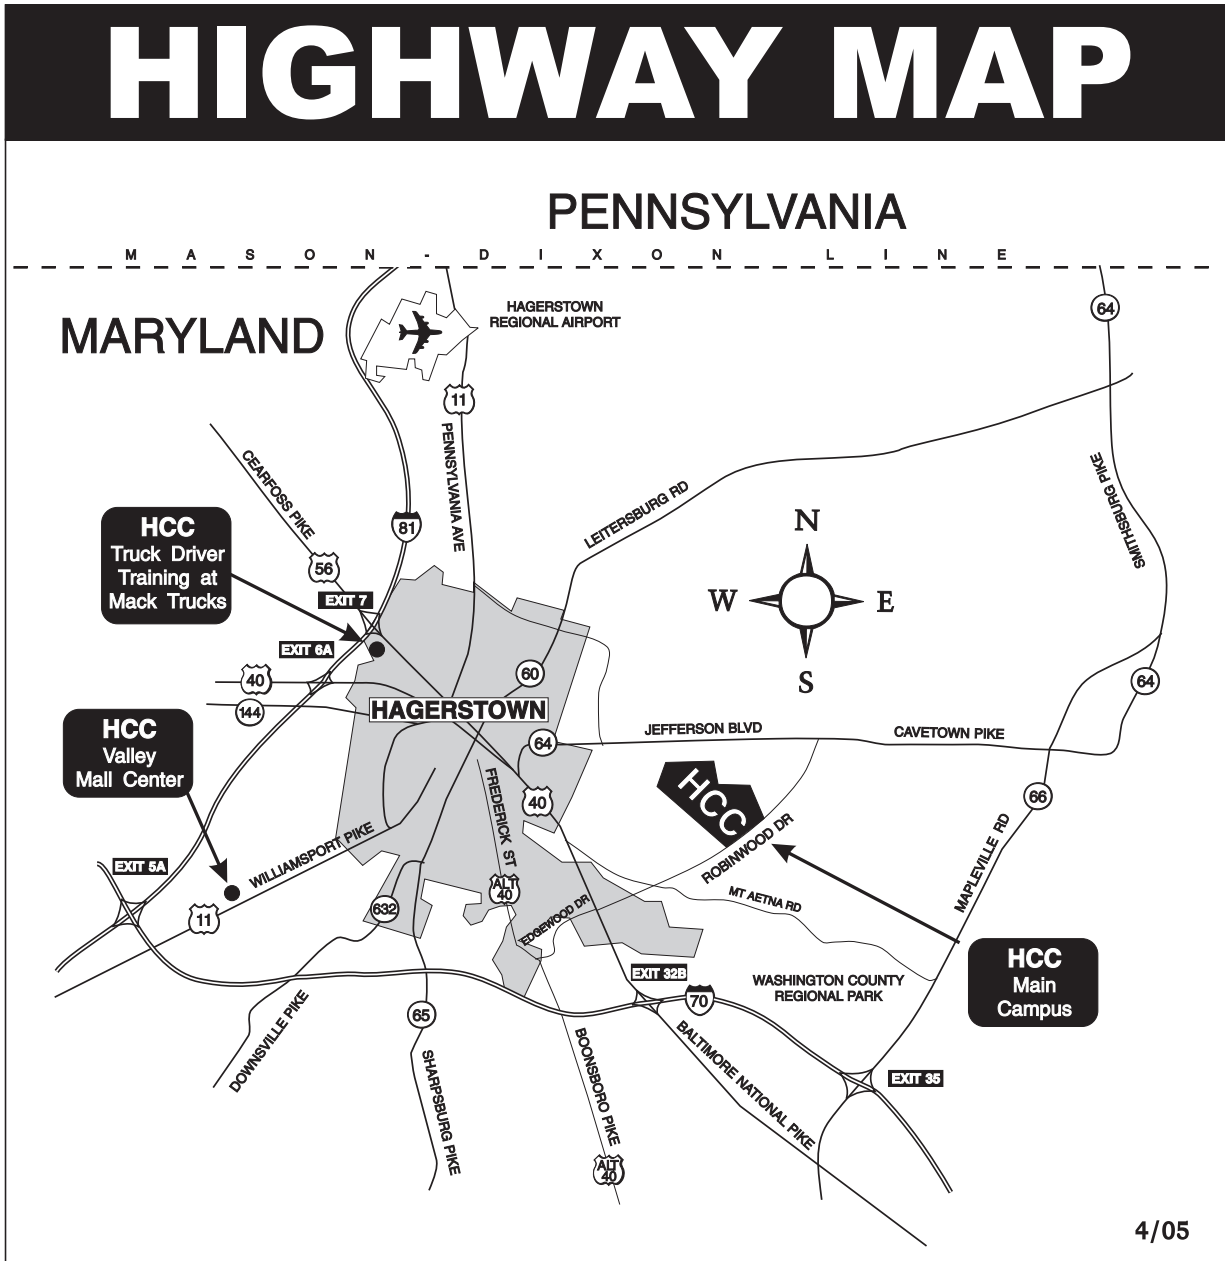 HIGHWAY MAP
PENNSYLVANIA
MASON-DIXON LINE
MARYLAND
HAGERSTOWN
REGIONAL AIRPORT
64
11
CEARFOSS PIKE
PENNSYLVANIA AVE
SMITHSBURG PIKE
LEITERSBURG RD
81
HCC
Truck Driver
Training at
Mack Trucks
56
EXIT 7
N
W
E
S
EXIT 6A
40
144
60
64
HAGERSTOWN
HCC
Valley
Mall Center
64
JEFFERSON BLVD
CAVETOWN PIKE
FREDERICK ST
40
HCC
66
WILLIAMSPORT PIKE
ROBINWOOD DR
MAPLEVILLE RD
EXIT 5A
ALT
40
MT AETNA RD
11
632
EDGEWOOD DR
HCC
Main
Campus
EXIT 32B
70
WASHINGTON COUNTY
REGIONAL PARK
65
DOWNSVILLE PIKE
SHARPSBURG PIKE
BOONSBORO PIKE
BALTIMORE NATIONAL PIKE
EXIT 35
ALT
40
4/05